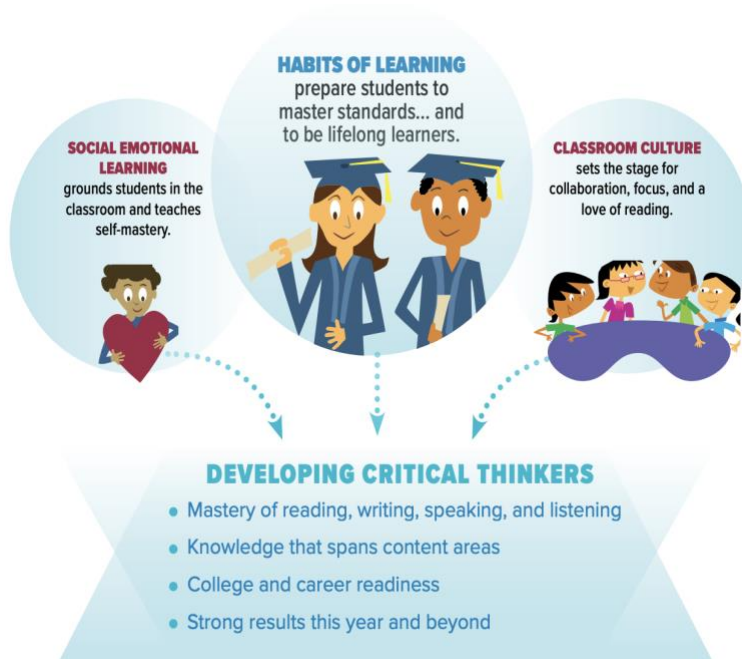 HABITS OF LEARNING
prepare students to
master standards... and
to be lifelong learners.
SOCIAL EMOTIONAL
LEARNING
grounds students in the
classroom and teaches
self-mastery.
CLASSROOM CULTURE
sets the stage for
collaboration, focus, and a
love of reading.
DEVELOPING CRITICAL THINKERS
• Mastery of reading, writing, speaking, and listening
• Knowledge that spans content areas
• College and career readiness
• Strong results this year and beyond